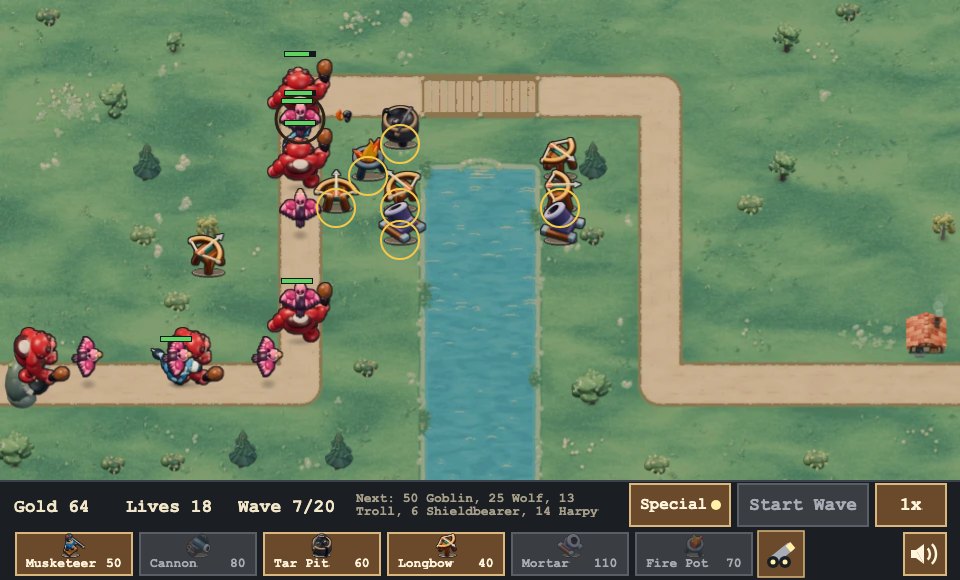 Gold 64
Lives 18
Wave 7/20
Next: 50 Goblin, 25 Wolf, 13
Troll, 6 Shieldbearer, 14 Harpy
Special
Start Wave
1x
Musketeer 50
Cannon 80
Tar Pit 60
Longbow 40
Mortar 110
Fire Pot 70